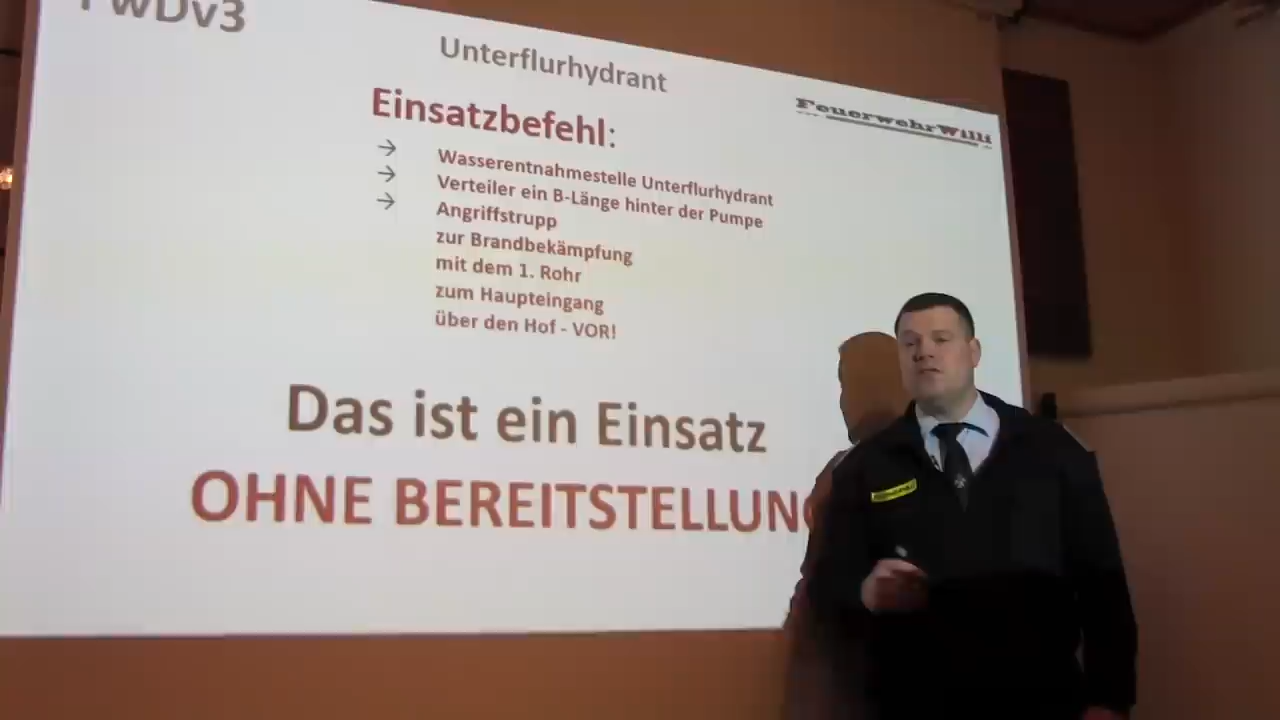 FwDv3
Unterflurhydrant
FeuerwehrWilli
Einsatzbefehl:
→ Wasserentnahmestelle Unterflurhydrant
→ Verteiler ein B-Länge hinter der Pumpe
→ Angriffstrupp
zur Brandbekämpfung
mit dem 1. Rohr
zum Haupteingang
über den Hof - VOR!
Das ist ein Einsatz
OHNE BEREITSTELLUNG